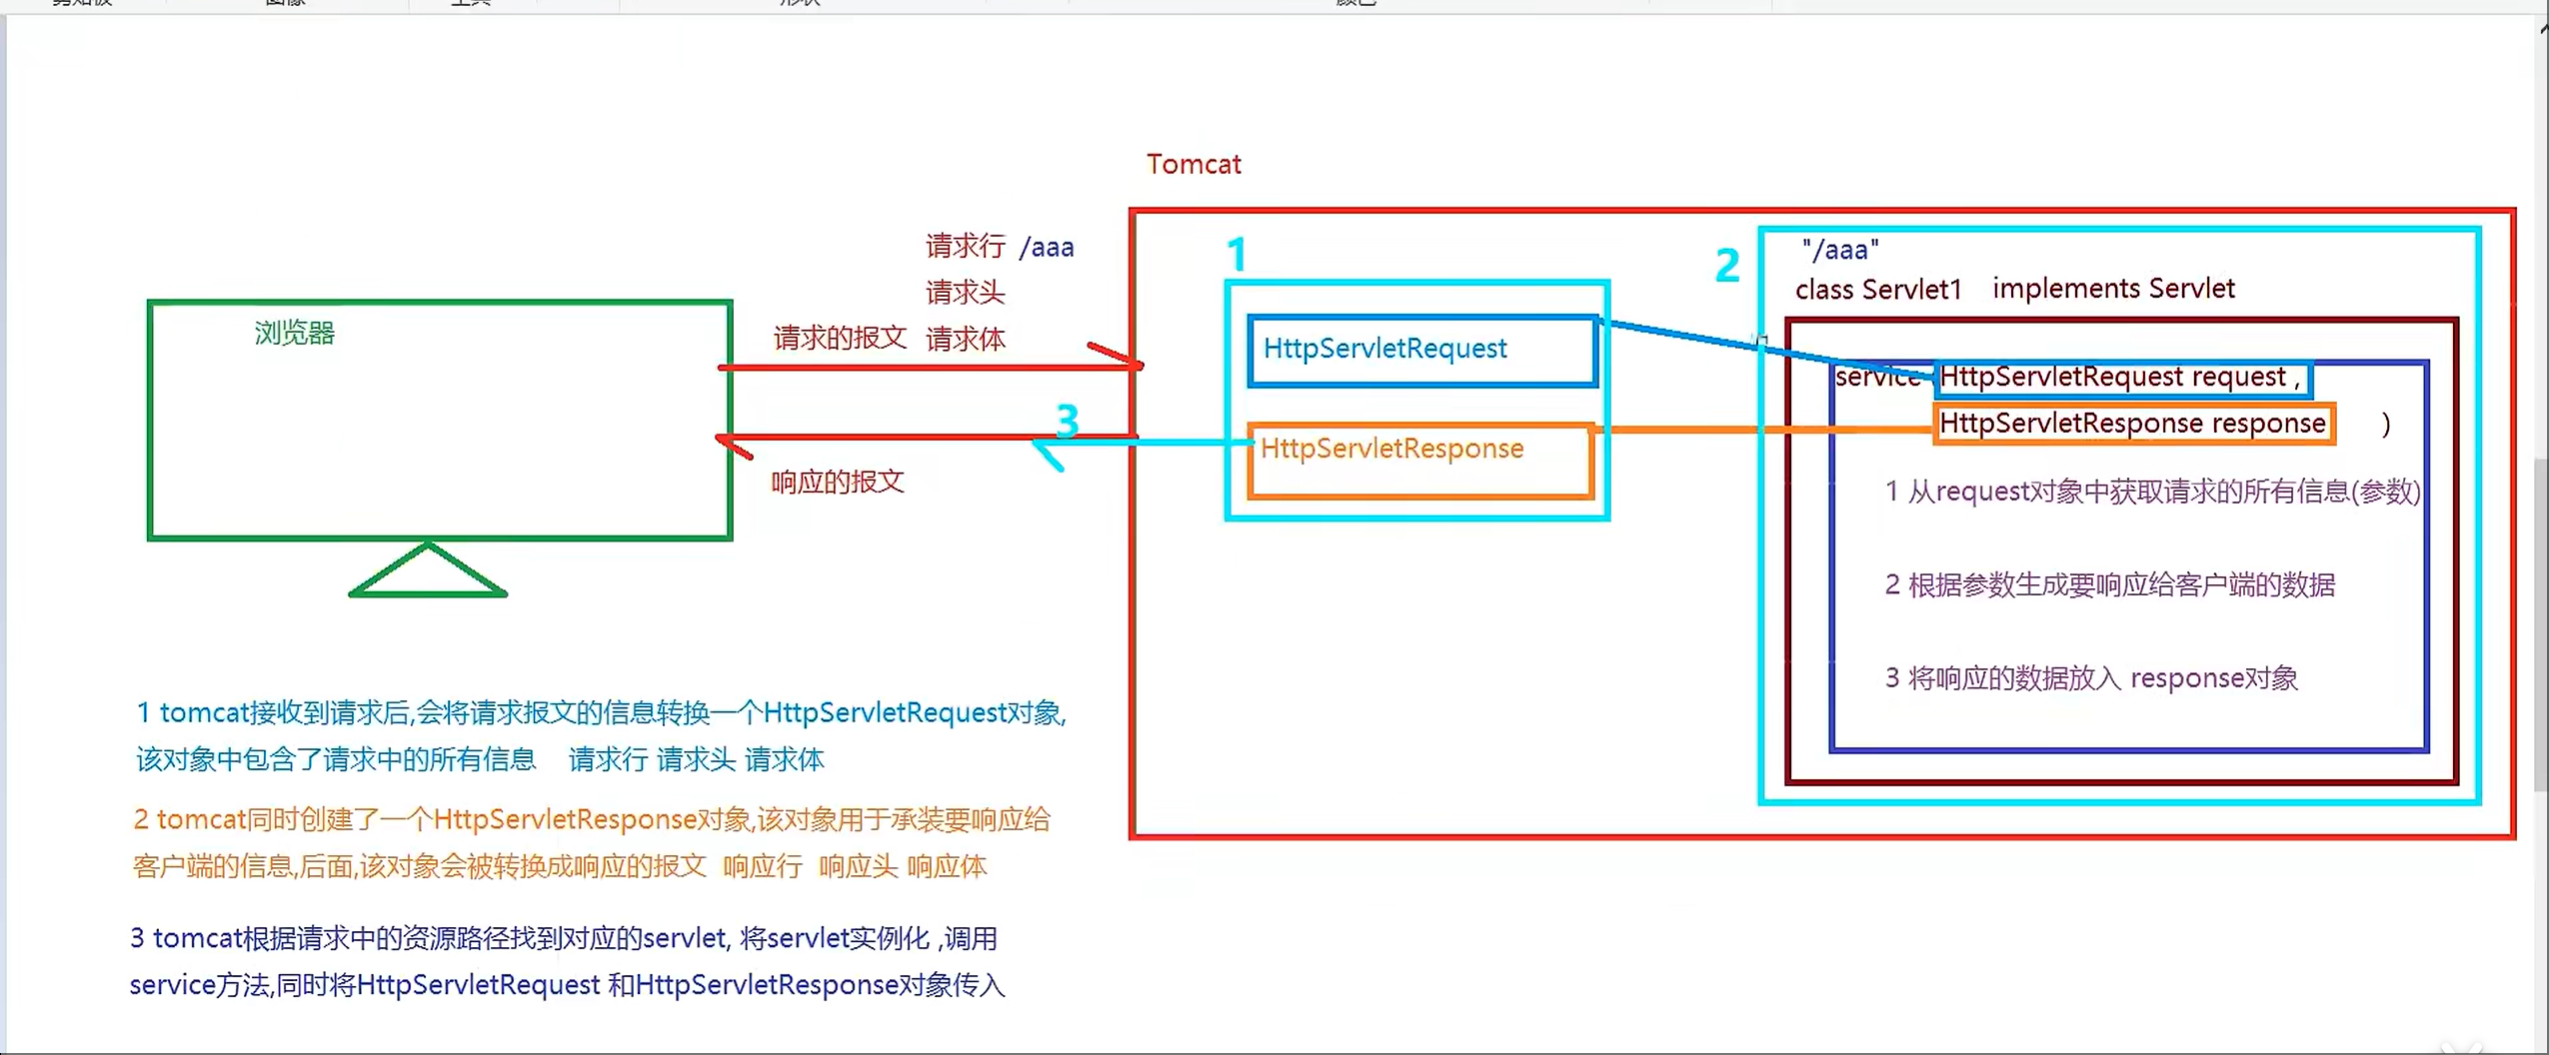 Tomcat
请求行 /aaa
请求头
请求的报文 请求体
浏览器
响应的报文
1
HttpServletRequest
HttpServletResponse
3
2
"/aaa"
class Servlet1 implements Servlet
service (HttpServletRequest request ,
HttpServletResponse response )
1 从request对象中获取请求的所有信息(参数)
2 根据参数生成要响应给客户端的数据
3 将响应的数据放入 response对象
1 tomcat接收到请求后,会将请求报文的信息转换一个HttpServletRequest对象,
该对象中包含了请求中的所有信息 请求行 请求头 请求体
2 tomcat同时创建了一个HttpServletResponse对象,该对象用于承装要响应给
客户端的信息,后面,该对象会被转换成响应的报文 响应行 响应头 响应体
3 tomcat根据请求中的资源路径找到对应的servlet, 将servlet实例化 ,调用
service方法,同时将HttpServletRequest 和HttpServletResponse对象传入